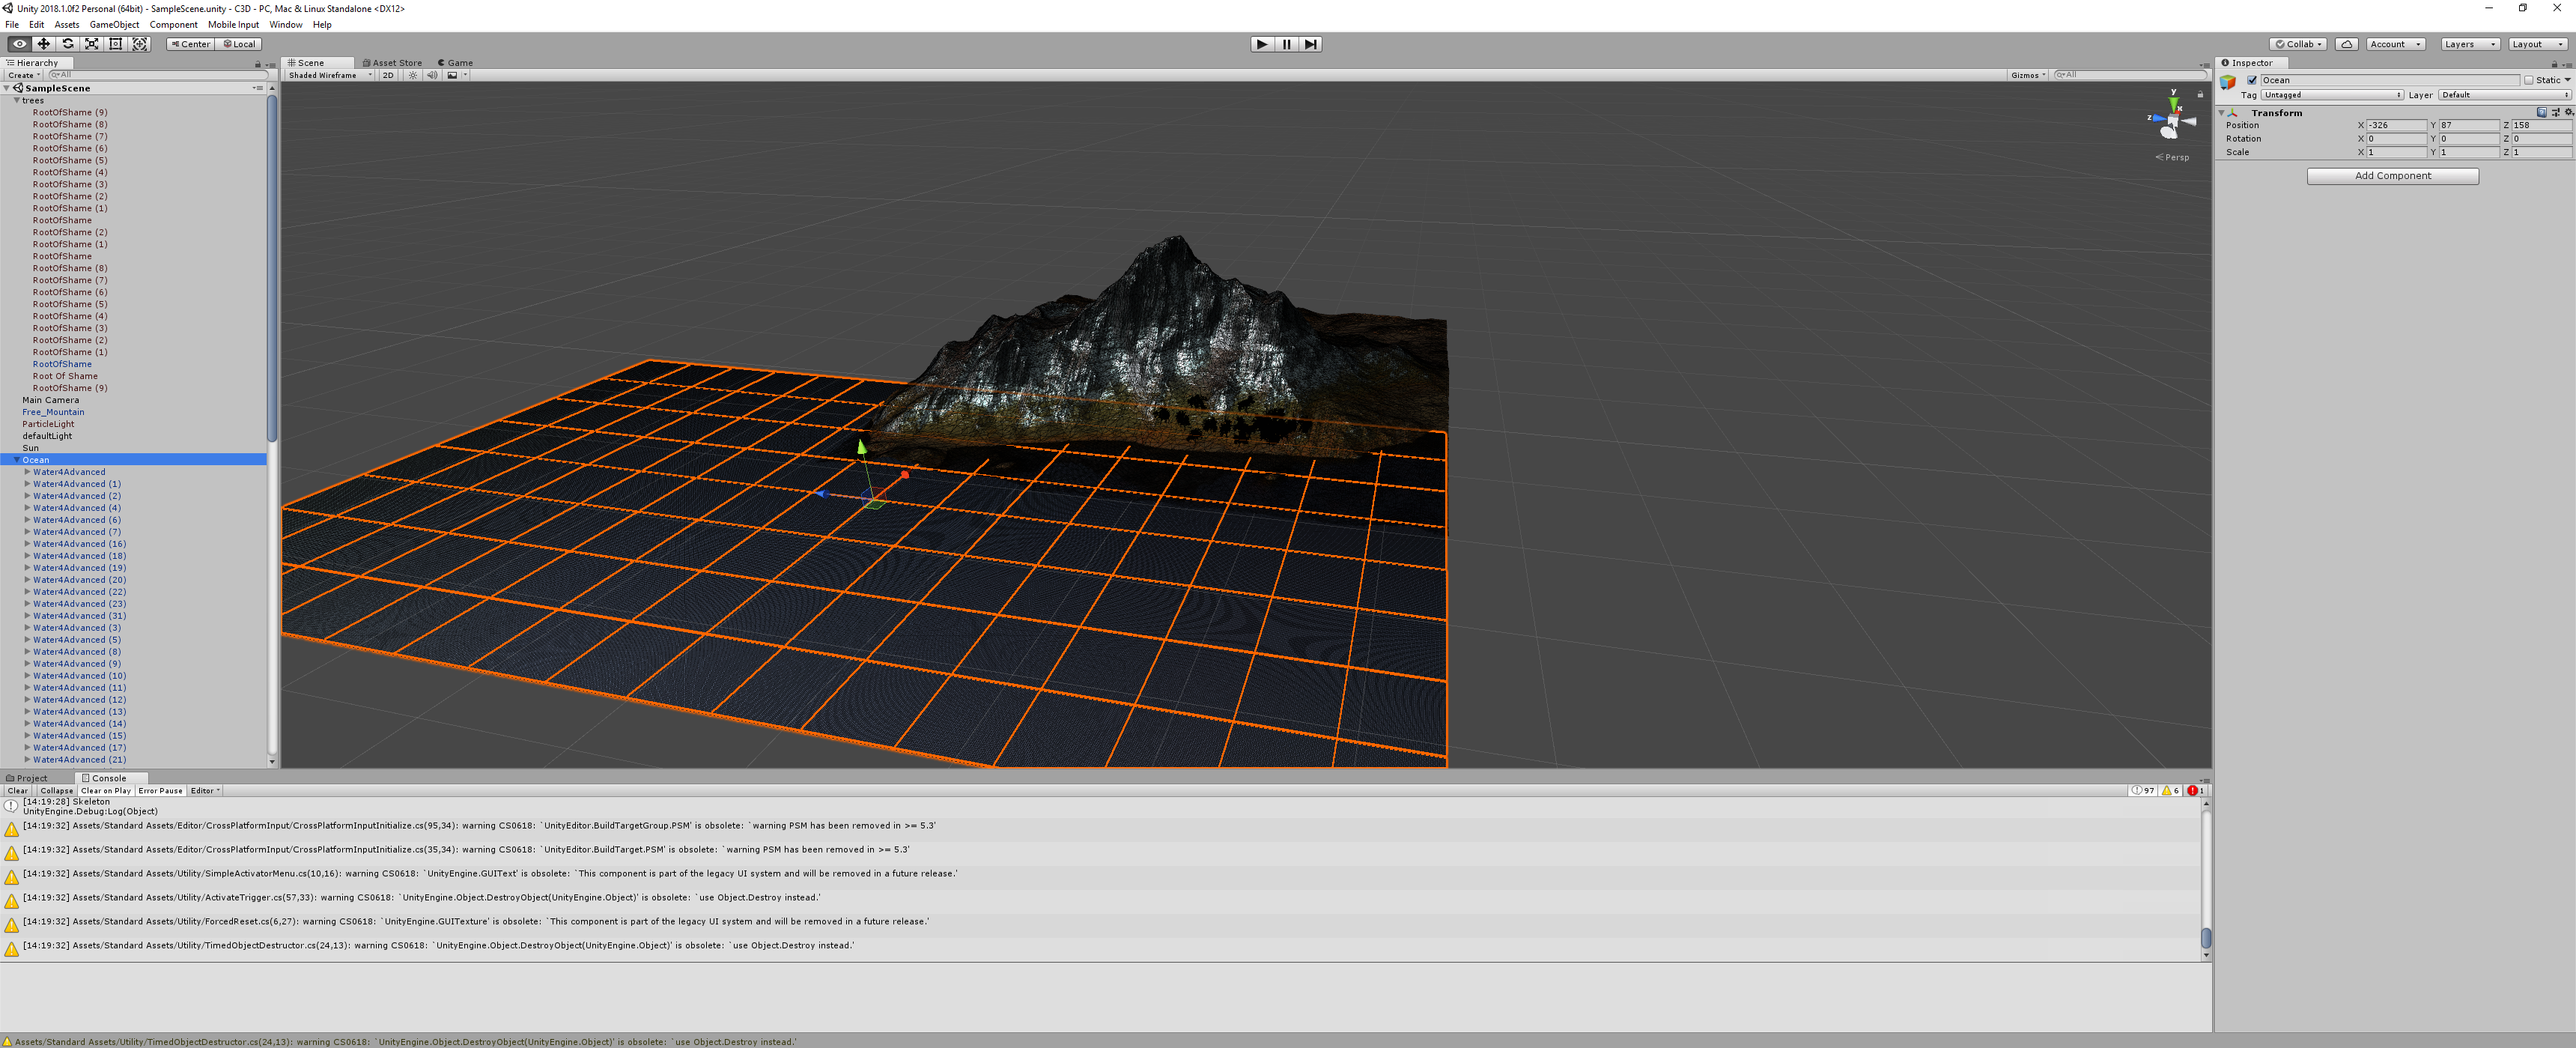 Unity 2018.1.0f2 Personal (64bit) - SampleScene.unity - C3D - PC, Mac & Linux Standalone <DX12>
File Edit Assets GameObject Component Mobile Input Window Help
Center Local Collab Account Layers Layout
Hierarchy
Create All
SampleScene
trees
RootOfShame (9)
RootOfShame (8)
RootOfShame (7)
RootOfShame (6)
RootOfShame (5)
RootOfShame (4)
RootOfShame (3)
RootOfShame (2)
RootOfShame (1)
RootOfShame
RootOfShame (2)
RootOfShame (1)
RootOfShame
RootOfShame (8)
RootOfShame (7)
RootOfShame (6)
RootOfShame (5)
RootOfShame (4)
RootOfShame (3)
RootOfShame (2)
RootOfShame (1)
RootOfShame
Root Of Shame
RootOfShame (9)
Main Camera
Free_Mountain
ParticleLight
defaultLight
Sun
Ocean
Water4Advanced
Water4Advanced (1)
Water4Advanced (2)
Water4Advanced (4)
Water4Advanced (6)
Water4Advanced (7)
Water4Advanced (16)
Water4Advanced (18)
Water4Advanced (19)
Water4Advanced (20)
Water4Advanced (22)
Water4Advanced (23)
Water4Advanced (31)
Water4Advanced (3)
Water4Advanced (5)
Water4Advanced (8)
Water4Advanced (9)
Water4Advanced (10)
Water4Advanced (11)
Water4Advanced (12)
Water4Advanced (13)
Water4Advanced (14)
Water4Advanced (15)
Water4Advanced (17)
Water4Advanced (21)
Scene Asset Store Game
Shaded Wireframe 2D Gizmos All
y
x
z
Persp
Inspector
Ocean Static
Tag Untagged Layer Default
Transform
Position X -326 Y 87 Z 158
Rotation X 0 Y 0 Z 0
Scale X 1 Y 1 Z 1
Add Component
Project Console
Clear Collapse Clear on Play Error Pause Editor 97 6 1
[14:19:28] Skeleton
UnityEngine.Debug:Log(Object)
[14:19:32] Assets/Standard Assets/Editor/CrossPlatformInput/CrossPlatformInputInitialize.cs(95,34): warning CS0618: `UnityEditor.BuildTargetGroup.PSM' is obsolete: `warning PSM has been removed in >= 5.3'
[14:19:32] Assets/Standard Assets/Editor/CrossPlatformInput/CrossPlatformInputInitialize.cs(35,34): warning CS0618: `UnityEditor.BuildTarget.PSM' is obsolete: `warning PSM has been removed in >= 5.3'
[14:19:32] Assets/Standard Assets/Utility/SimpleActivatorMenu.cs(10,16): warning CS0618: `UnityEngine.GUIText' is obsolete: `This component is part of the legacy UI system and will be removed in a future release.'
[14:19:32] Assets/Standard Assets/Utility/ActivateTrigger.cs(57,33): warning CS0618: `UnityEngine.Object.DestroyObject(UnityEngine.Object)' is obsolete: `use Object.Destroy instead.'
[14:19:32] Assets/Standard Assets/Utility/ForcedReset.cs(6,27): warning CS0618: `UnityEngine.GUITexture' is obsolete: `This component is part of the legacy UI system and will be removed in a future release.'
[14:19:32] Assets/Standard Assets/Utility/TimedObjectDestructor.cs(24,13): warning CS0618: `UnityEngine.Object.DestroyObject(UnityEngine.Object)' is obsolete: `use Object.Destroy instead.'
Assets/Standard Assets/Utility/TimedObjectDestructor.cs(24,13): warning CS0618: `UnityEngine.Object.DestroyObject(UnityEngine.Object)' is obsolete: `use Object.Destroy instead.'